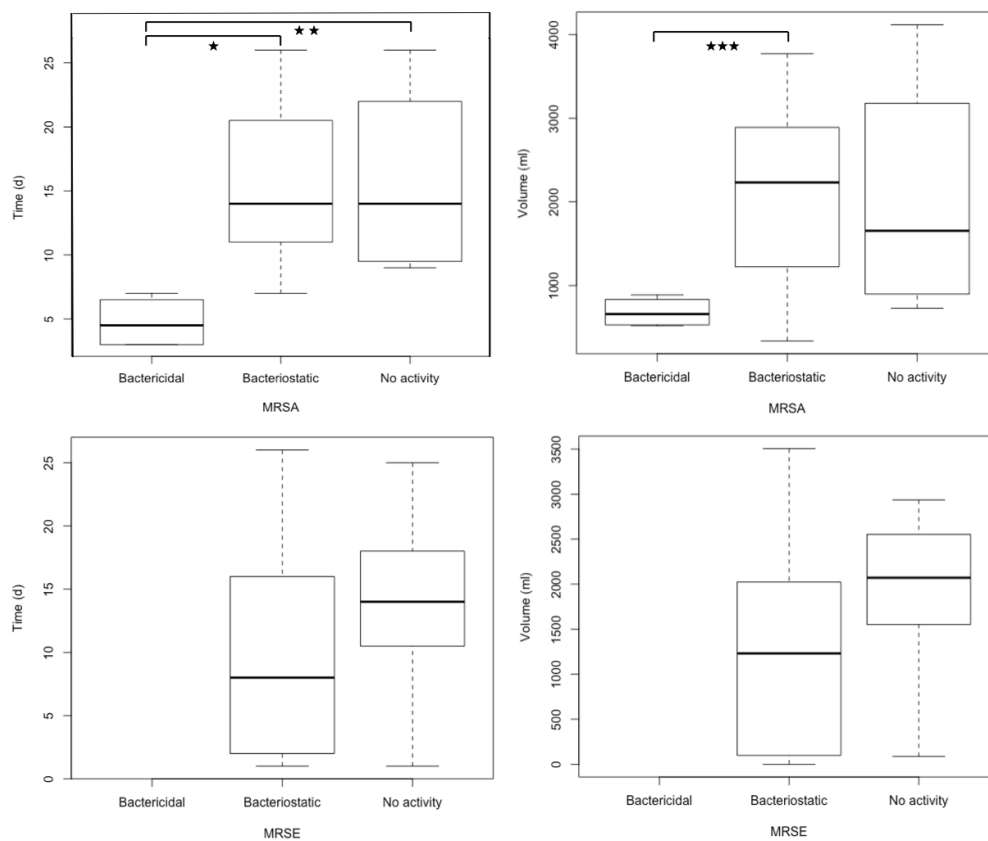 ★ ★
★
25
20
15
10
5
Time (d)
Bactericidal Bacteriostatic No activity
MRSA
★★★
4000
3000
2000
1000
Volume (ml)
Bactericidal Bacteriostatic No activity
MRSA
25
20
15
10
5
0
Time (d)
Bactericidal Bacteriostatic No activity
MRSE
3500
3000
2500
2000
1500
1000
500
0
Volume (ml)
Bactericidal Bacteriostatic No activity
MRSE